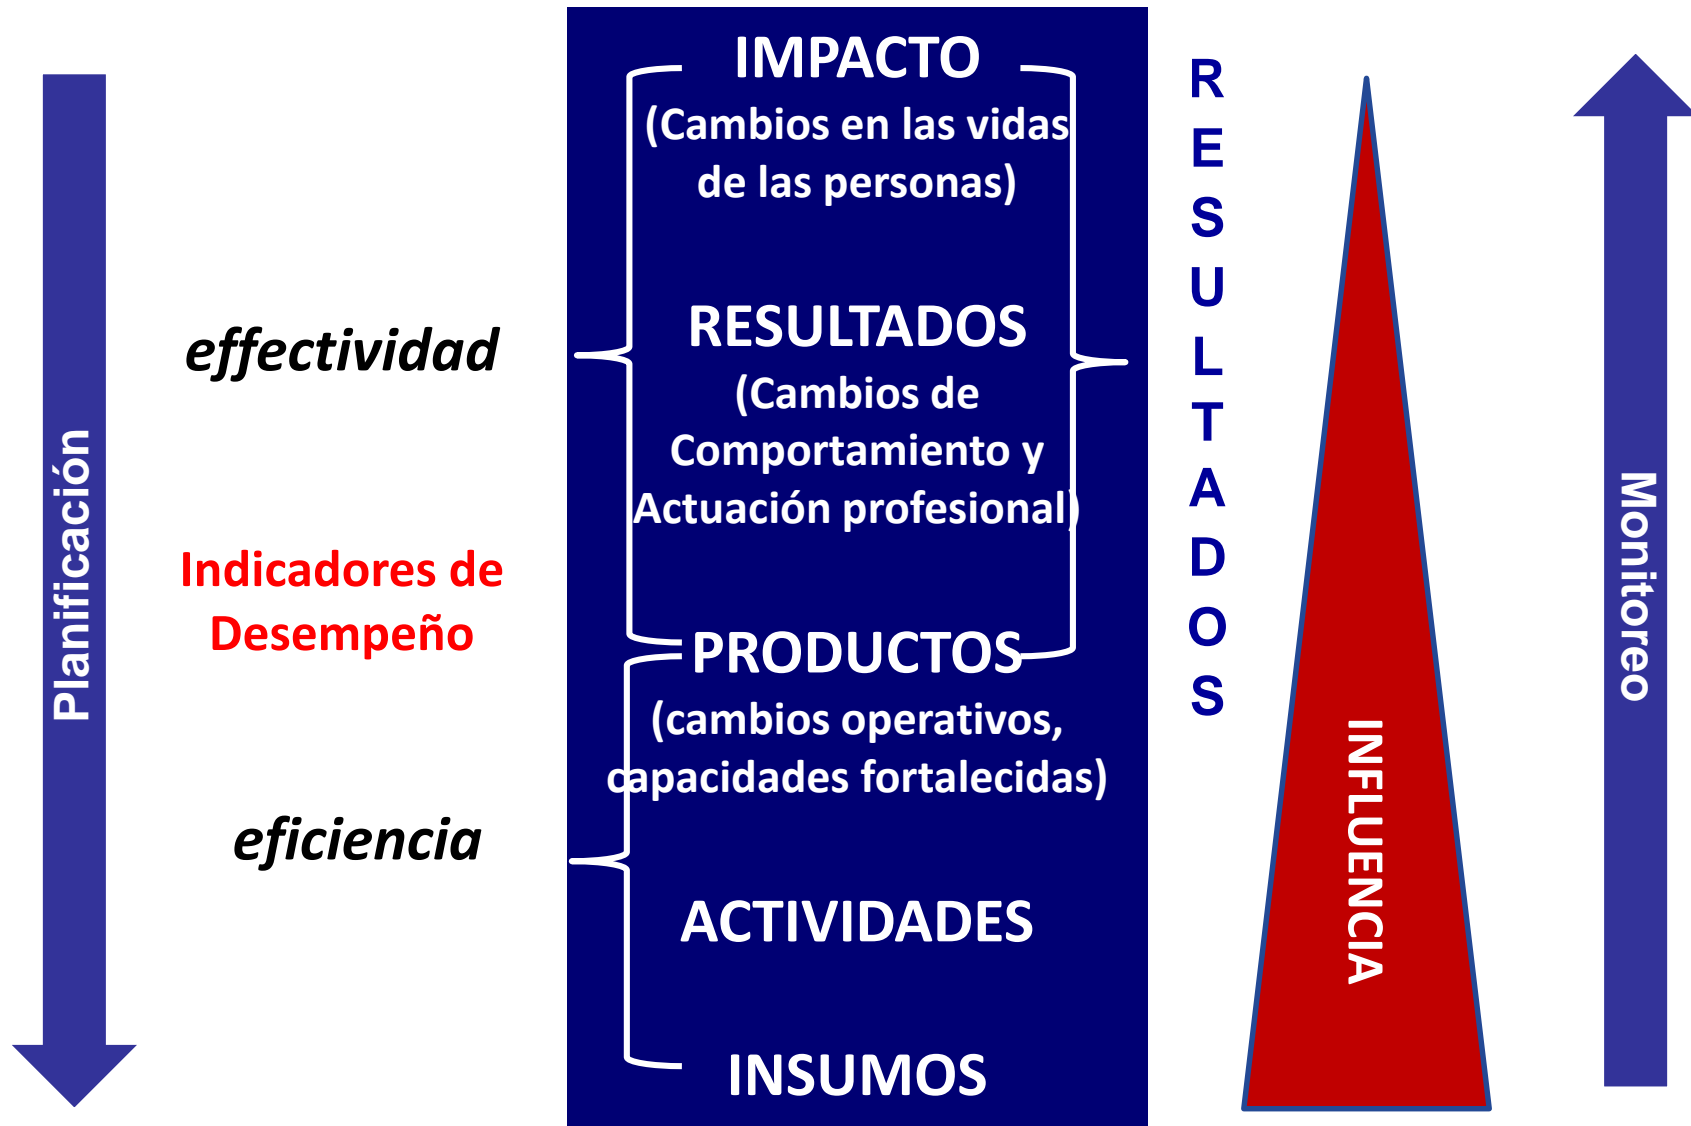 Planificación
effectividad
Indicadores de
Desempeño
eficiencia
IMPACTO
(Cambios en las vidas
de las personas)
RESULTADOS
(Cambios de
Comportamiento y
Actuación profesional)
PRODUCTOS
(cambios operativos,
capacidades fortalecidas)
ACTIVIDADES
INSUMOS
RESULTADOS
INFLUENCIA
Monitoreo